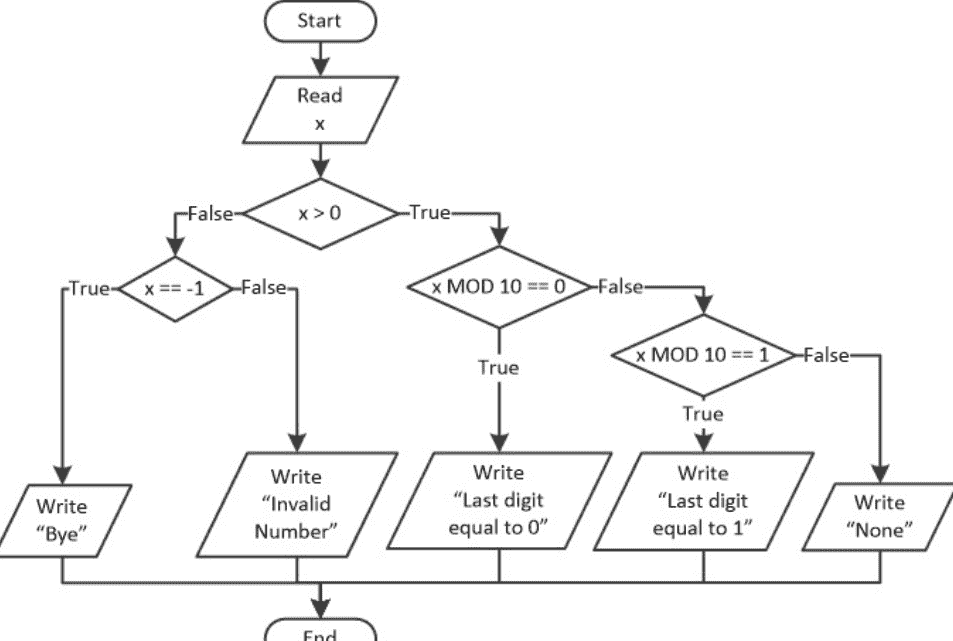 Start
Read
x
x > 0
False
True
x == -1
True
False
x MOD 10 == 0
False
True
x MOD 10 == 1
False
True
Write
“Bye”
Write
“Invalid
Number”
Write
“Last digit
equal to 0”
Write
“Last digit
equal to 1”
Write
“None”
End